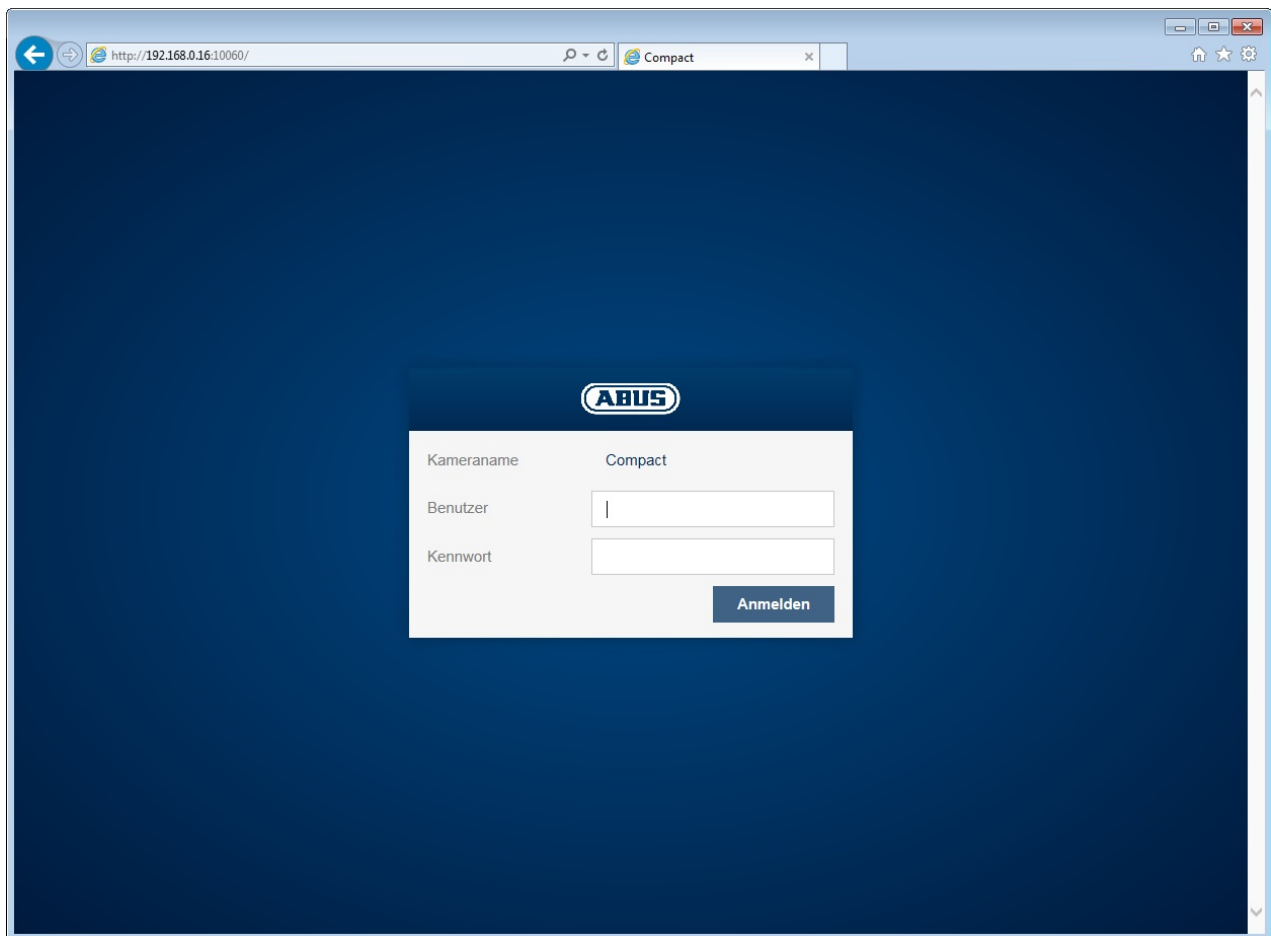 http://192.168.0.16:10060/
Compact
ABUS
Kameraname Compact
Benutzer
Kennwort
Anmelden